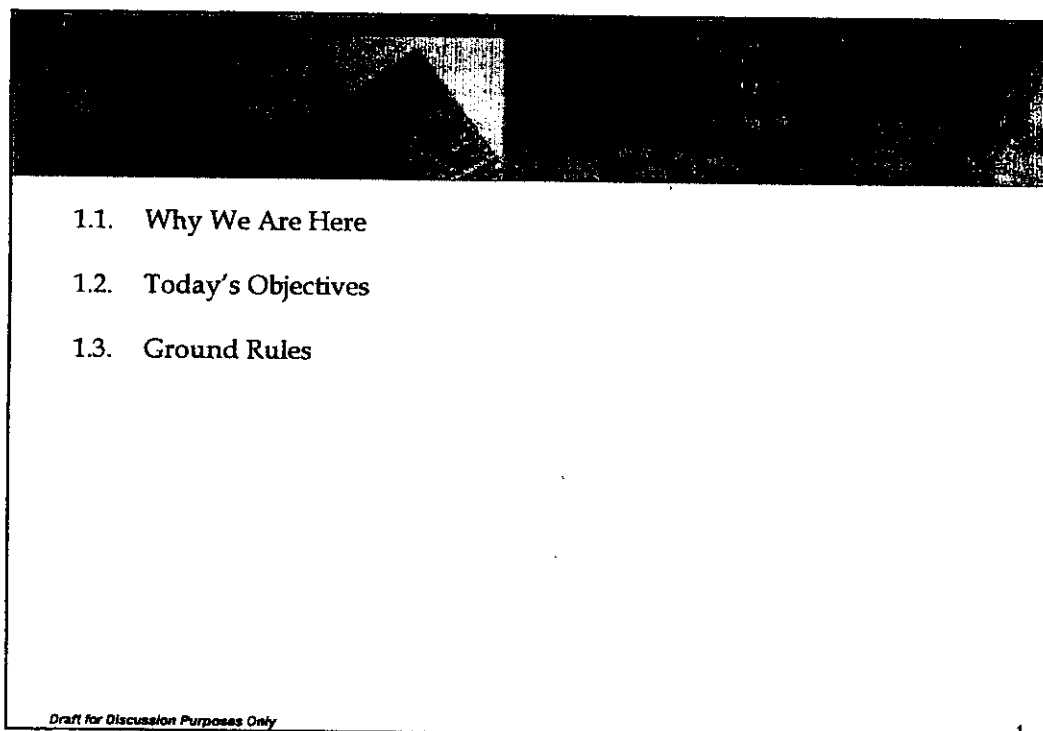 1.1. Why We Are Here
1.2. Today's Objectives
1.3. Ground Rules
Draft for Discussion Purposes Only
1